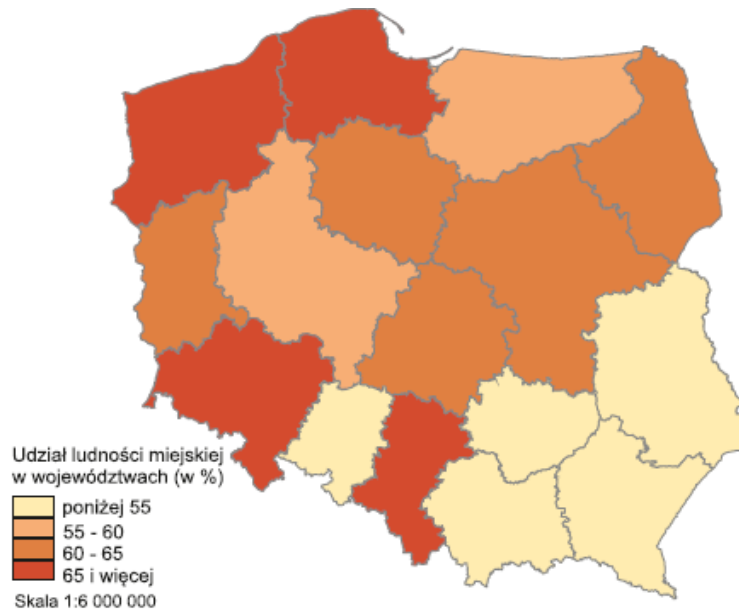 Udział ludności miejskiej
w województwach (w %)
poniżej 55
55 - 60
60 - 65
65 i więcej
Skala 1:6 000 000